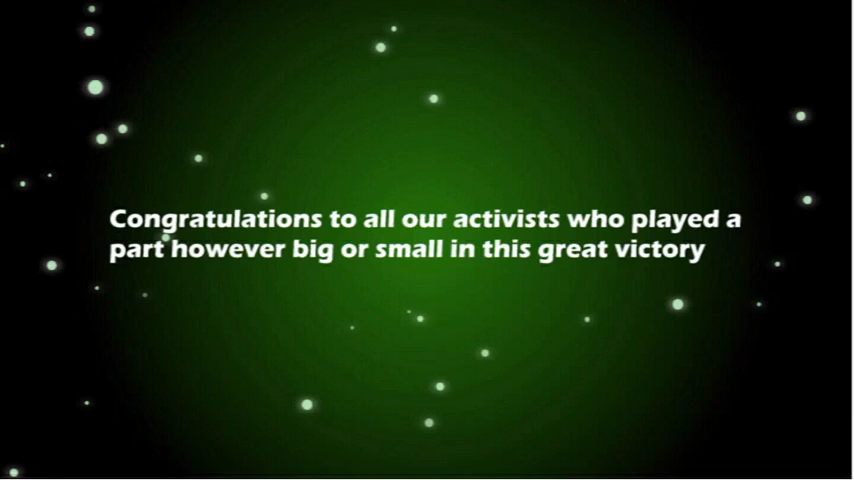 Congratulations to all our activists who played a
part however big or small in this great victory